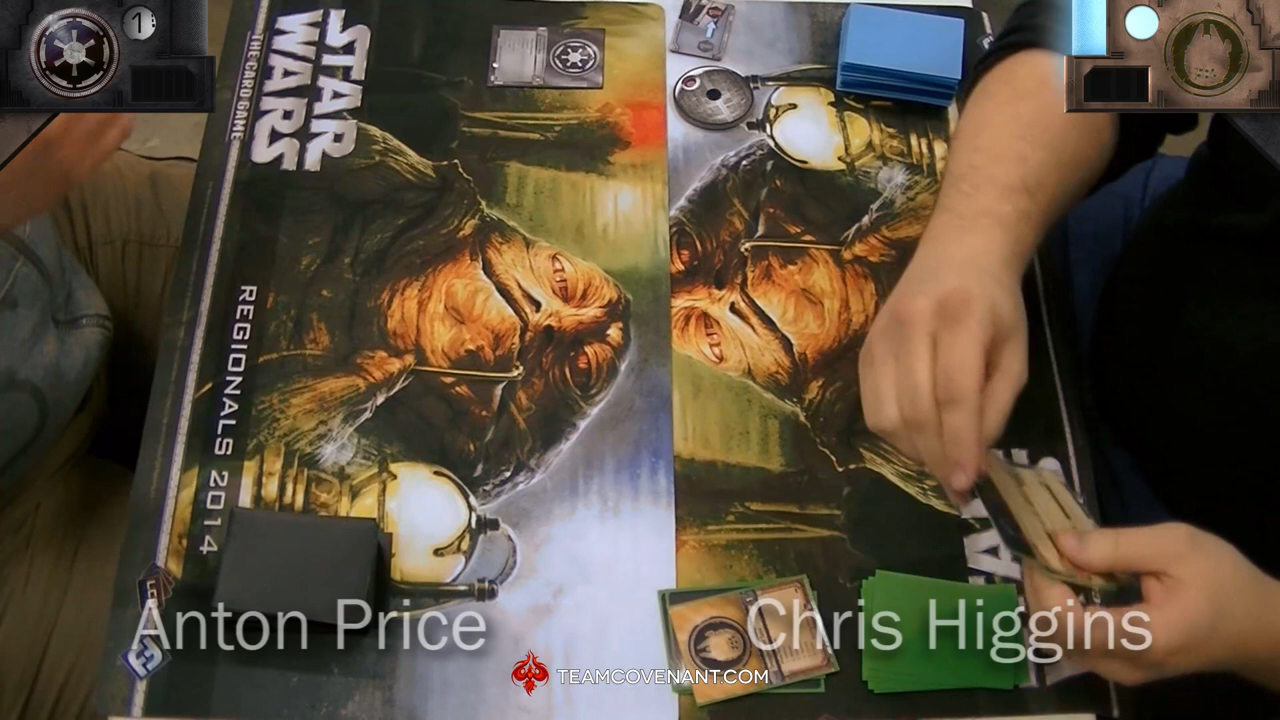 1
STAR
WARS
THE CARD GAME
REGIONALS 2014
Anton Price
Chris Higgins
TEAMCOVENANT.COM